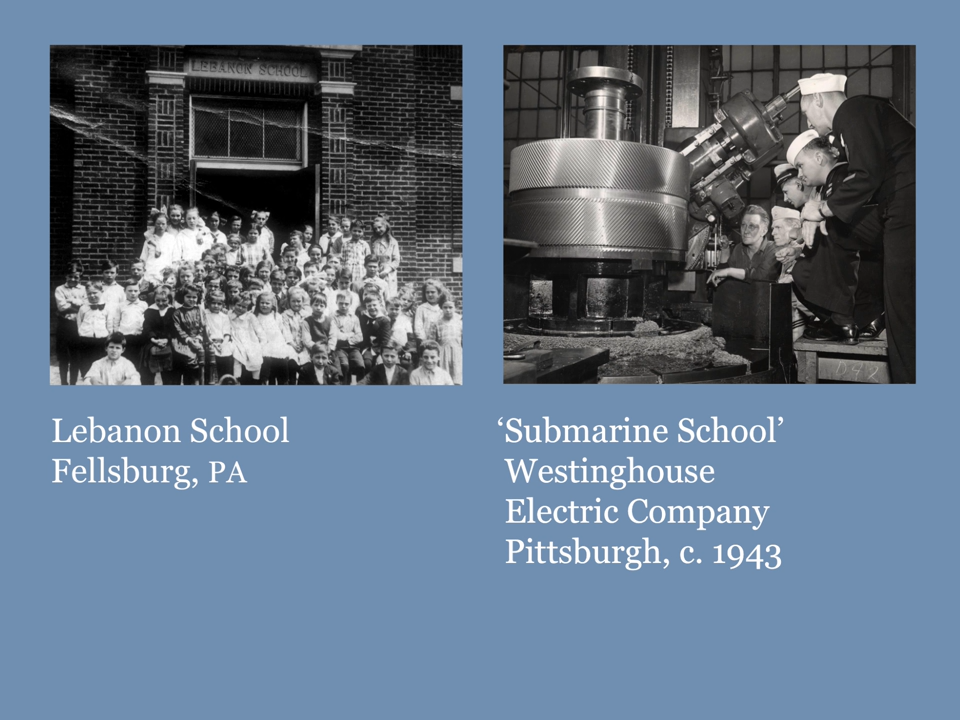 LEBANON SCHOOL
Lebanon School
Fellsburg, PA
‘Submarine School’
Westinghouse
Electric Company
Pittsburgh, c. 1943